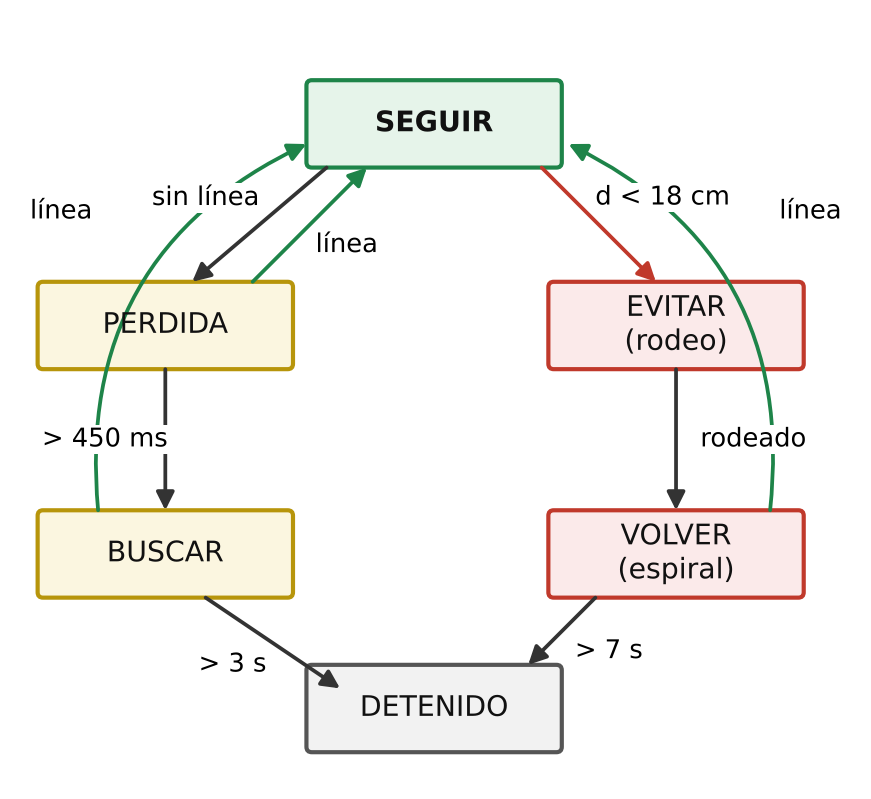 SEGUIR
sin línea
d < 18 cm
línea
línea
línea
PERDIDA
EVITAR
(rodeo)
> 450 ms
rodeado
BUSCAR
VOLVER
(espiral)
> 3 s
> 7 s
DETENIDO